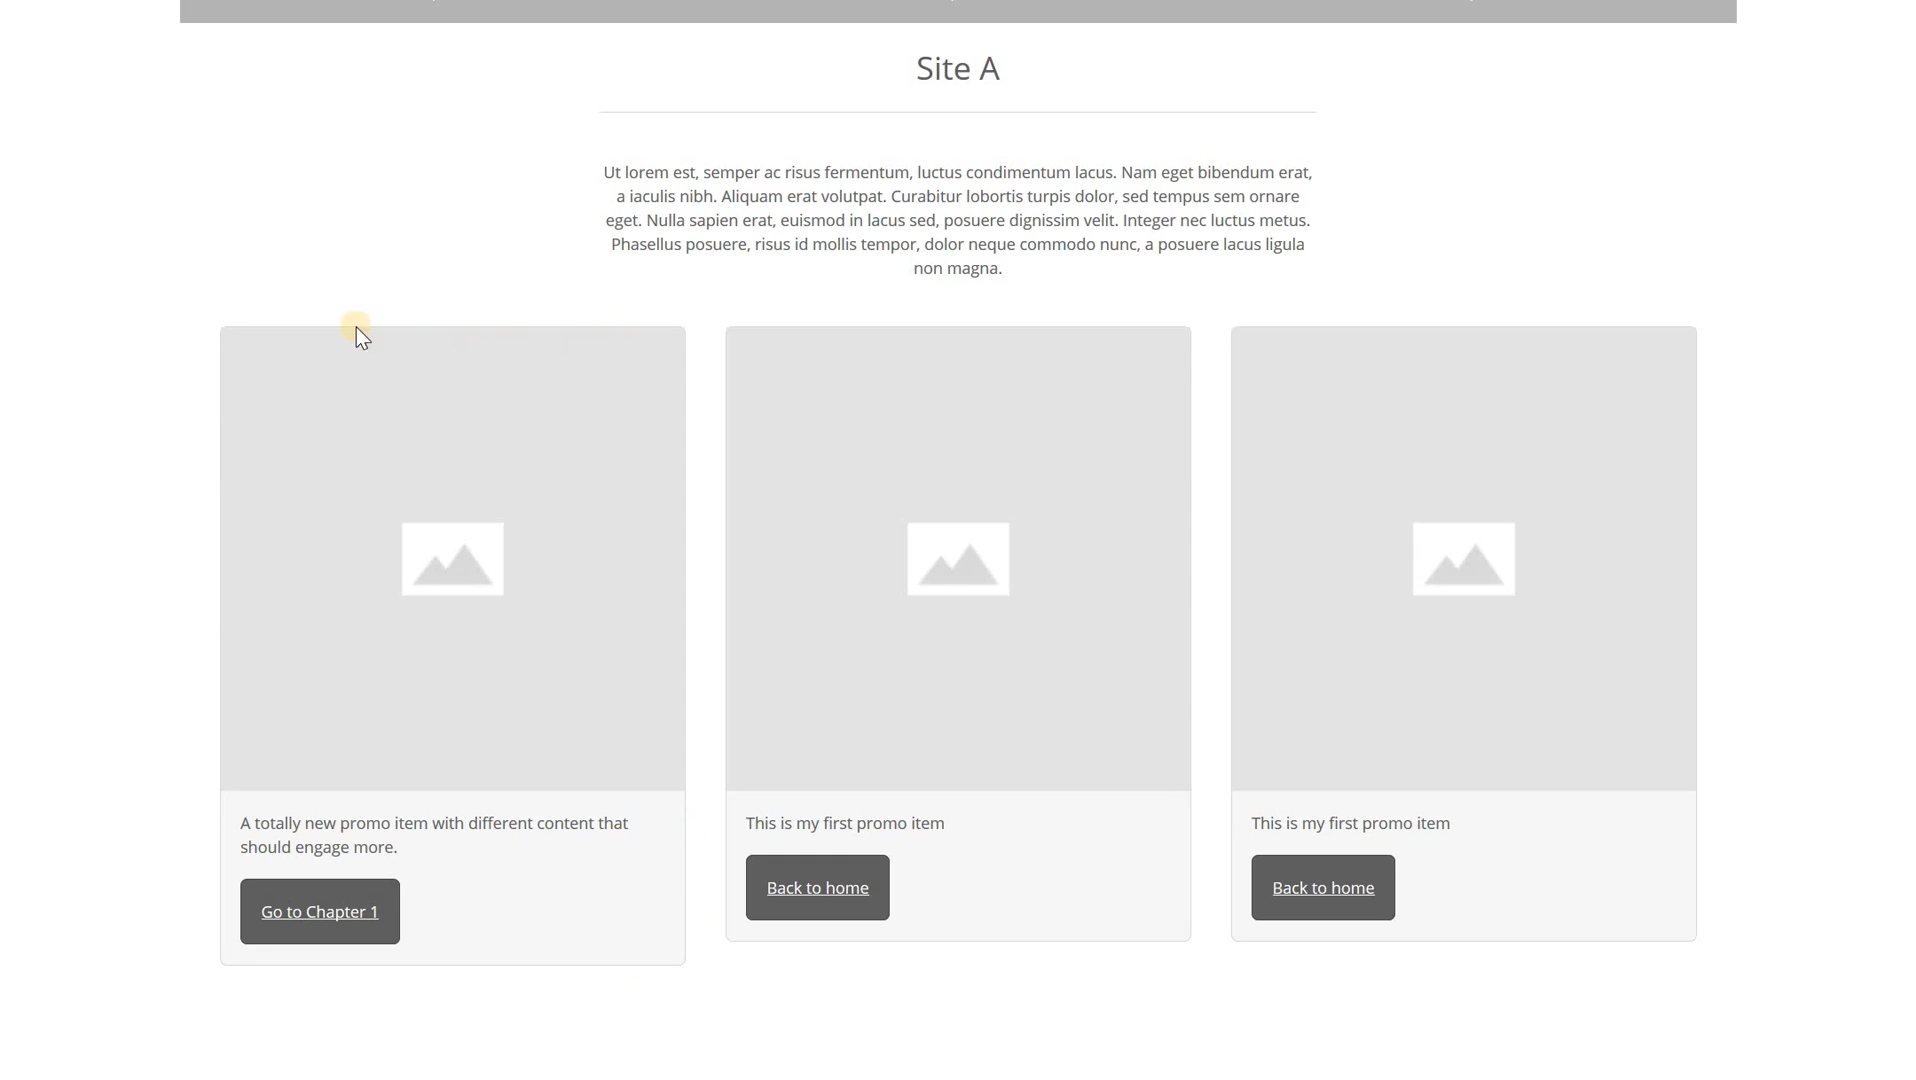 Site A
Ut lorem est, semper ac risus fermentum, luctus condimentum lacus. Nam eget bibendum erat,
a iaculis nibh. Aliquam erat volutpat. Curabitur lobortis turpis dolor, sed tempus sem ornare
eget. Nulla sapien erat, euismod in lacus sed, posuere dignissim velit. Integer nec luctus metus.
Phasellus posuere, risus id mollis tempor, dolor neque commodo nunc, a posuere lacus ligula
non magna.
A totally new promo item with different content that
should engage more.
Go to Chapter 1
This is my first promo item
Back to home
This is my first promo item
Back to home